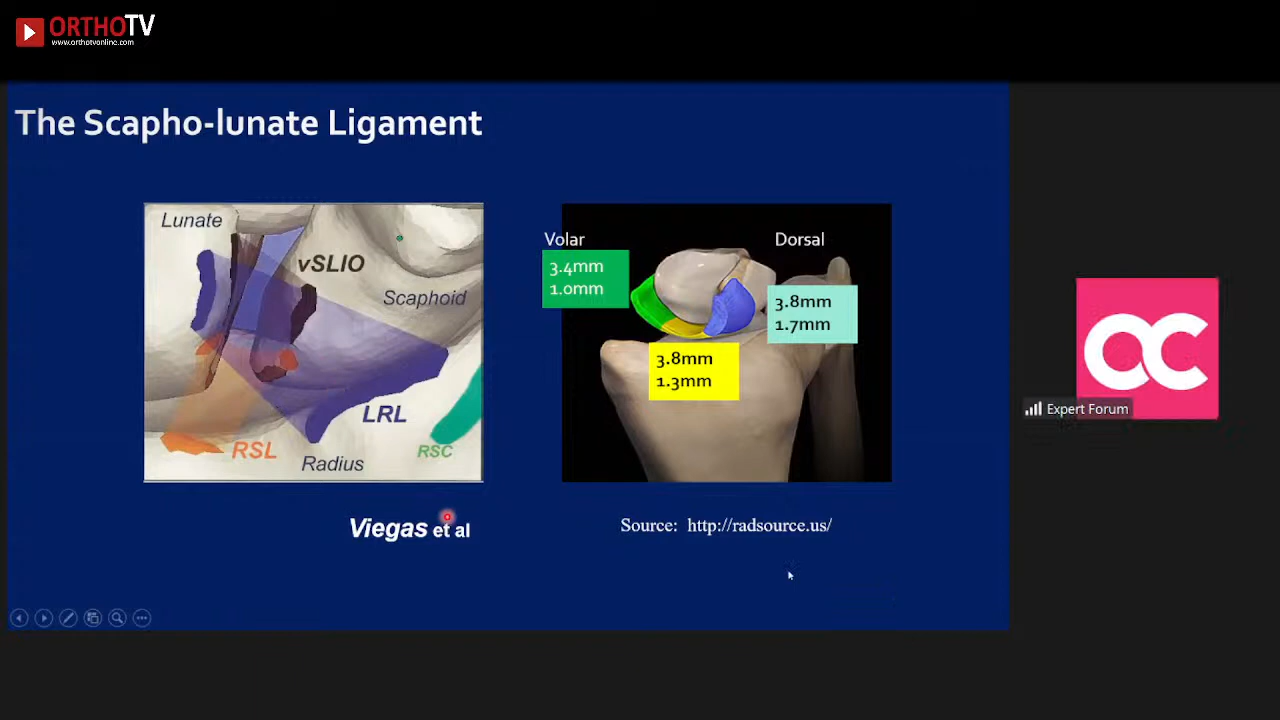 ORTHOTV
www.orthotvonline.com
The Scapho-lunate Ligament
Lunate
vSLIO
Scaphoid
LRL
RSL
Radius
RSC
Viegas et al
Volar
3.4mm
1.0mm
Dorsal
3.8mm
1.7mm
3.8mm
1.3mm
Source: http://radsource.us/
OC
Expert Forum